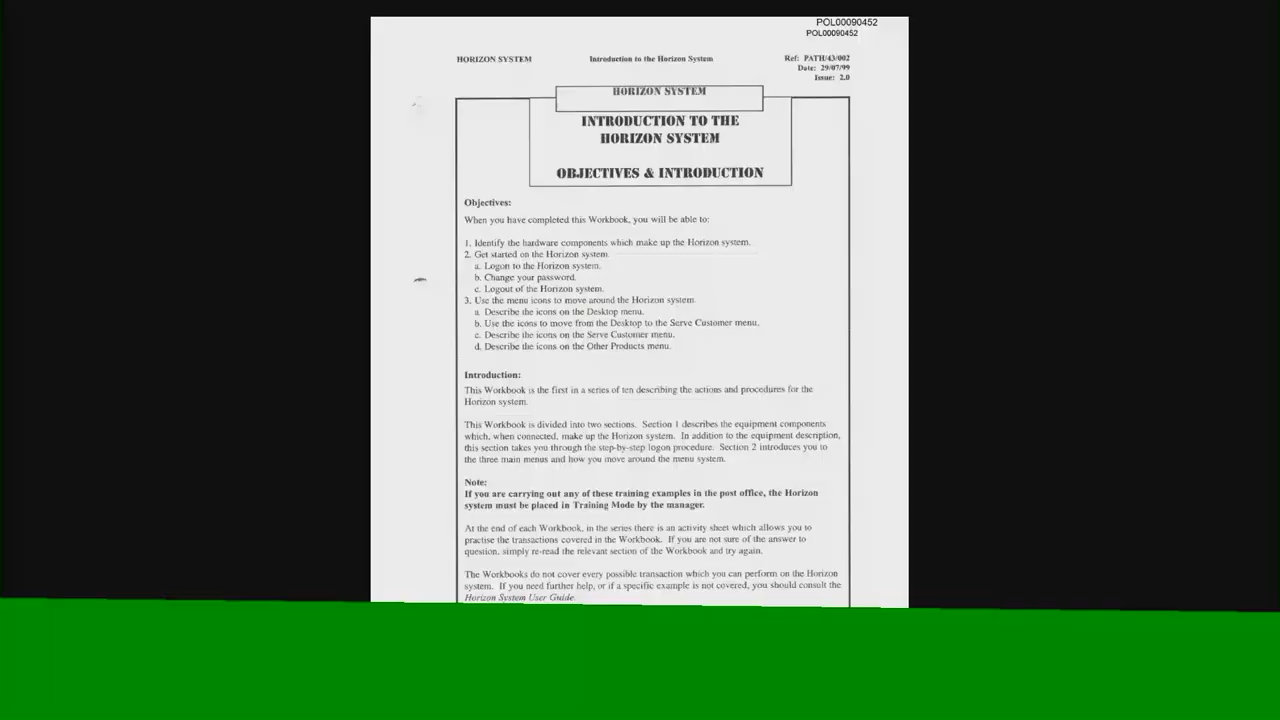 POL00090452
POL00090452
HORIZON SYSTEM Introduction to the Horizon System Ref: PATH/43/002
Date: 29/07/99
Issue: 2.0
HORIZON SYSTEM
INTRODUCTION TO THE
HORIZON SYSTEM
OBJECTIVES & INTRODUCTION
Objectives:
When you have completed this Workbook, you will be able to:
1. Identify the hardware components which make up the Horizon system.
2. Get started on the Horizon system.
a. Logon to the Horizon system.
b. Change your password.
c. Logout of the Horizon system.
3. Use the menu icons to move around the Horizon system.
a. Describe the icons on the Desktop menu.
b. Use the icons to move from the Desktop to the Serve Customer menu.
c. Describe the icons on the Serve Customer menu.
d. Describe the icons on the Other Products menu.
Introduction:
This Workbook is the first in a series of ten describing the actions and procedures for the
Horizon system.
This Workbook is divided into two sections. Section 1 describes the equipment components
which, when connected, make up the Horizon system. In addition to the equipment description,
this section takes you through the step-by-step logon procedure. Section 2 introduces you to
the three main menus and how you move around the menu system.
Note:
If you are carrying out any of these training examples in the post office, the Horizon
system must be placed in Training Mode by the manager.
At the end of each Workbook, in the series there is an activity sheet which allows you to
practise the transactions covered in the Workbook. If you are not sure of the answer to
question, simply re-read the relevant section of the Workbook and try again.
The Workbooks do not cover every possible transaction which you can perform on the Horizon
system. If you need further help, or if a specific example is not covered, you should consult the
Horizon System User Guide.